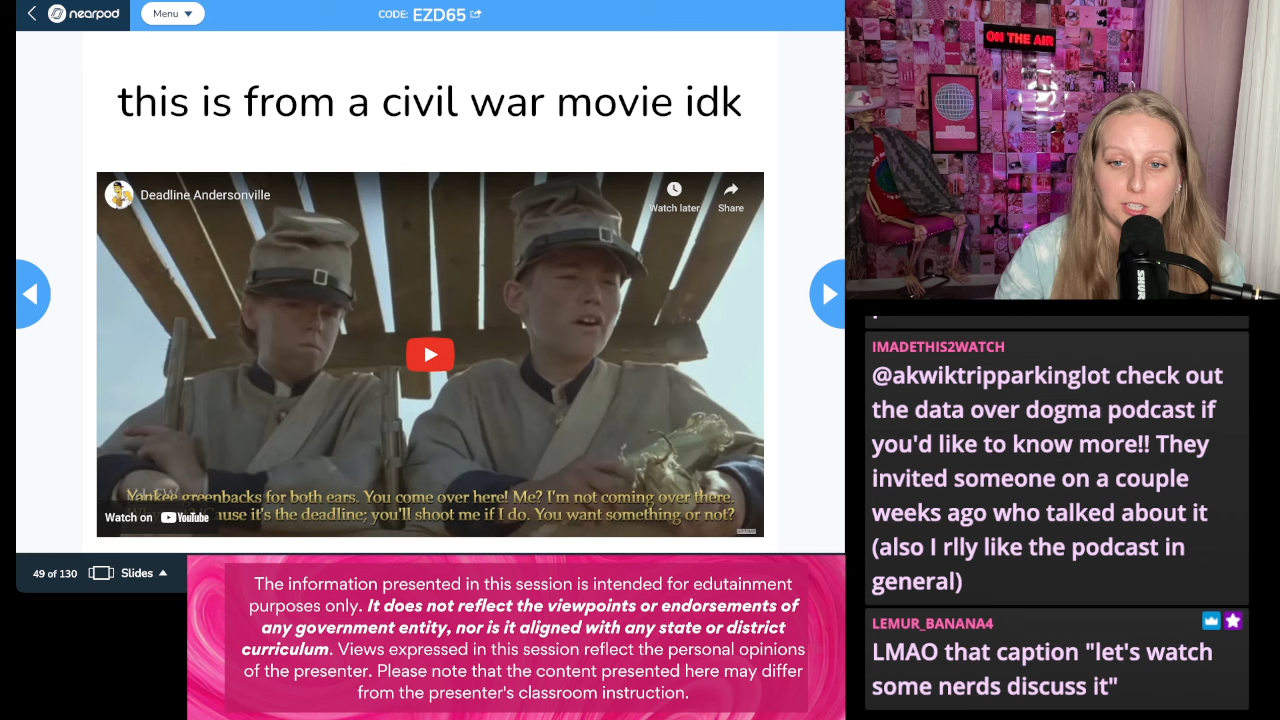 nearpod
Menu
CODE: EZD65
this is from a civil war movie idk
Deadline Andersonville
Watch later
Share
Yankee greenbacks for both ears. You come over here! Me? I'm not coming over there.
'Cause it's the deadline; you'll shoot me if I do. You want something or not?
Watch on YouTube
49 of 130
Slides
The information presented in this session is intended for edutainment
purposes only. It does not reflect the viewpoints or endorsements of
any government entity, nor is it aligned with any state or district
curriculum. Views expressed in this session reflect the personal opinions
of the presenter. Please note that the content presented here may differ
from the presenter's classroom instruction.
ON THE AIR
SHURE
IMADETHIS2WATCH
@akwiktripparkinglot check out
the data over dogma podcast if
you'd like to know more!! They
invited someone on a couple
weeks ago who talked about it
(also I rlly like the podcast in
general)
LEMUR_BANANA4
LMAO that caption "let's watch
some nerds discuss it"